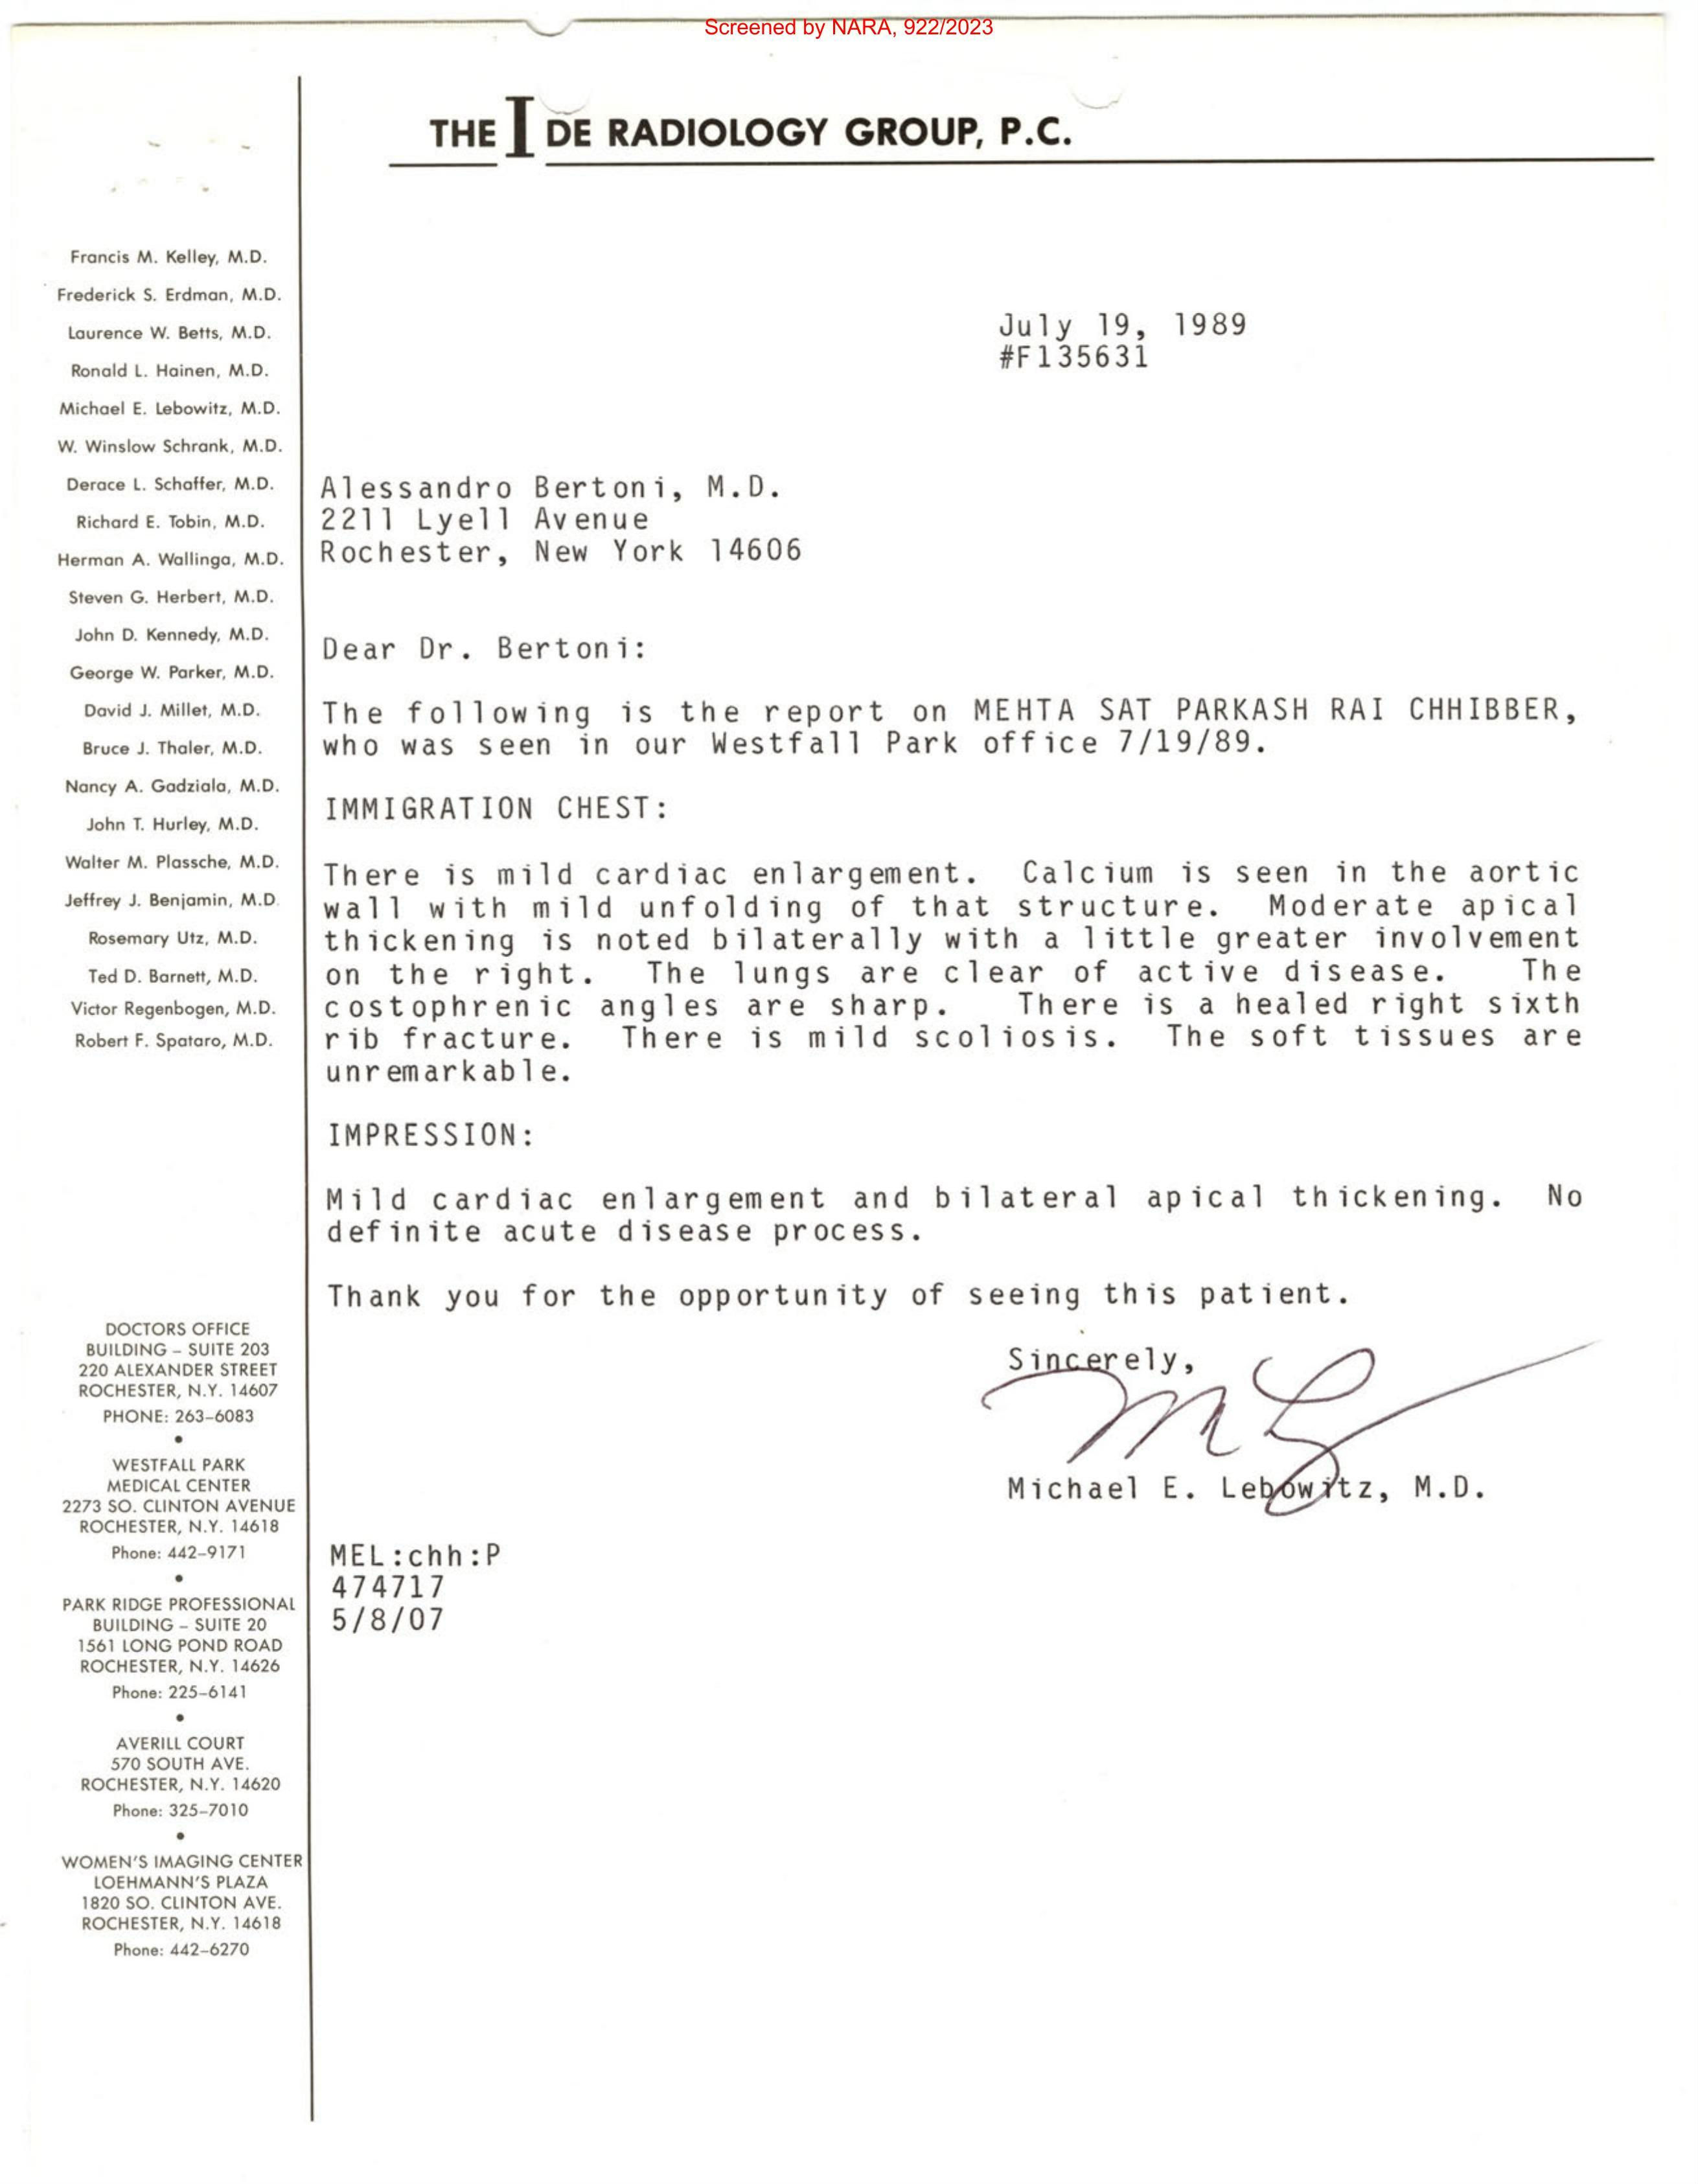 Screened by NARA, 922/2023
THE IDE RADIOLOGY GROUP, P.C.
Francis M. Kelley, M.D.
Frederick S. Erdman, M.D.
Laurence W. Betts, M.D.
Ronald L. Hainen, M.D.
Michael E. Lebowitz, M.D.
W. Winslow Schrank, M.D.
Derace L. Schaffer, M.D.
Richard E. Tobin, M.D.
Herman A. Wallinga, M.D.
Steven G. Herbert, M.D.
John D. Kennedy, M.D.
George W. Parker, M.D.
David J. Millet, M.D.
Bruce J. Thaler, M.D.
Nancy A. Gadziala, M.D.
John T. Hurley, M.D.
Walter M. Plassche, M.D.
Jeffrey J. Benjamin, M.D.
Rosemary Utz, M.D.
Ted D. Barnett, M.D.
Victor Regenbogen, M.D.
Robert F. Spataro, M.D.
DOCTORS OFFICE
BUILDING – SUITE 203
220 ALEXANDER STREET
ROCHESTER, N.Y. 14607
PHONE: 263–6083
•
WESTFALL PARK
MEDICAL CENTER
2273 SO. CLINTON AVENUE
ROCHESTER, N.Y. 14618
Phone: 442–9171
•
PARK RIDGE PROFESSIONAL
BUILDING – SUITE 20
1561 LONG POND ROAD
ROCHESTER, N.Y. 14626
Phone: 225–6141
•
AVERILL COURT
570 SOUTH AVE.
ROCHESTER, N.Y. 14620
Phone: 325–7010
•
WOMEN'S IMAGING CENTER
LOEHMANN'S PLAZA
1820 SO. CLINTON AVE.
ROCHESTER, N.Y. 14618
Phone: 442–6270
July 19, 1989
#F135631
Alessandro Bertoni, M.D.
2211 Lyell Avenue
Rochester, New York 14606
Dear Dr. Bertoni:
The following is the report on MEHTA SAT PARKASH RAI CHHIBBER,
who was seen in our Westfall Park office 7/19/89.
IMMIGRATION CHEST:
There is mild cardiac enlargement. Calcium is seen in the aortic
wall with mild unfolding of that structure. Moderate apical
thickening is noted bilaterally with a little greater involvement
on the right. The lungs are clear of active disease. The
costophrenic angles are sharp. There is a healed right sixth
rib fracture. There is mild scoliosis. The soft tissues are
unremarkable.
IMPRESSION:
Mild cardiac enlargement and bilateral apical thickening. No
definite acute disease process.
Thank you for the opportunity of seeing this patient.
Sincerely,
Michael E. Lebowitz, M.D.
MEL:chh:P
474717
5/8/07